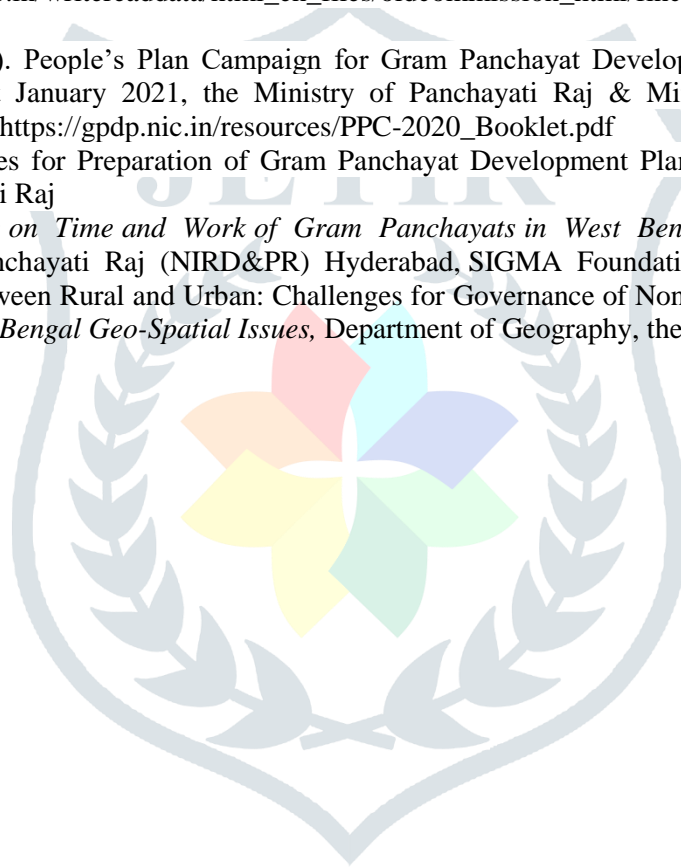 ). People's Plan Campaign for Gram Panchayat Develop
January 2021, the Ministry of Panchayati Raj & Mi
https://gpdp.nic.in/resources/PPC-2020_Booklet.pdf
es for Preparation of Gram Panchayat Development Plan
i Raj
on Time and Work of Gram Panchayats in West Ben
nchayati Raj (NIRD&PR) Hyderabad, SIGMA Foundati
ween Rural and Urban: Challenges for Governance of Non
Bengal Geo-Spatial Issues, Department of Geography, the
JETIR